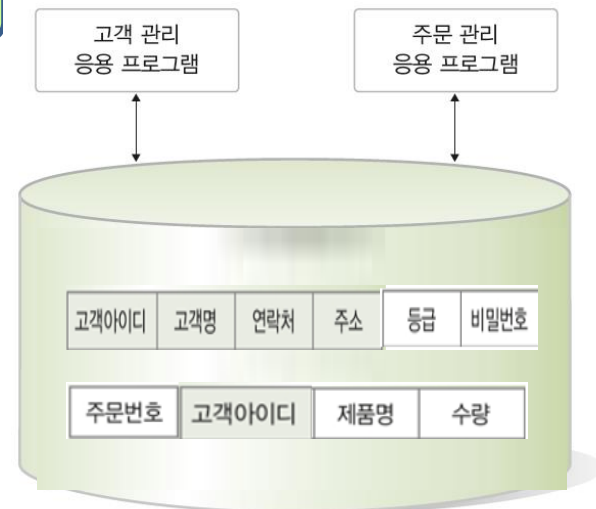 고객 관리
응용 프로그램
주문 관리
응용 프로그램
고객아이디 고객명 연락처 주소 등급 비밀번호
주문번호 고객아이디 제품명 수량